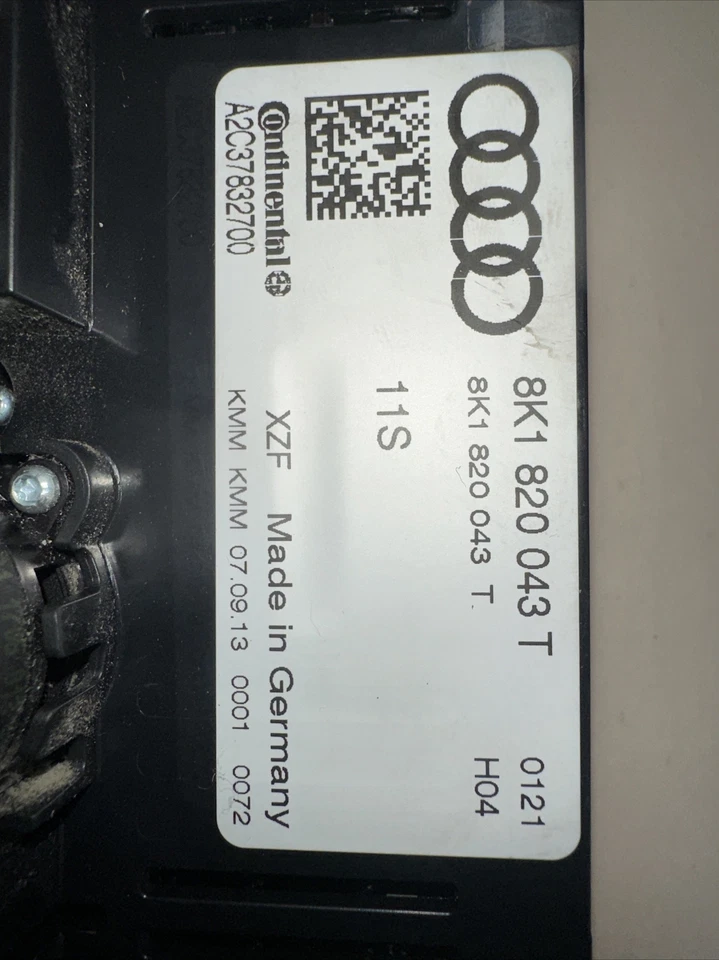 8K1 820 043 T 0121
8K1 820 043 T. H04
11S
Continental
A2C37832700
XZF Made in Germany
KMM KMM 07.09.13 0001 0072